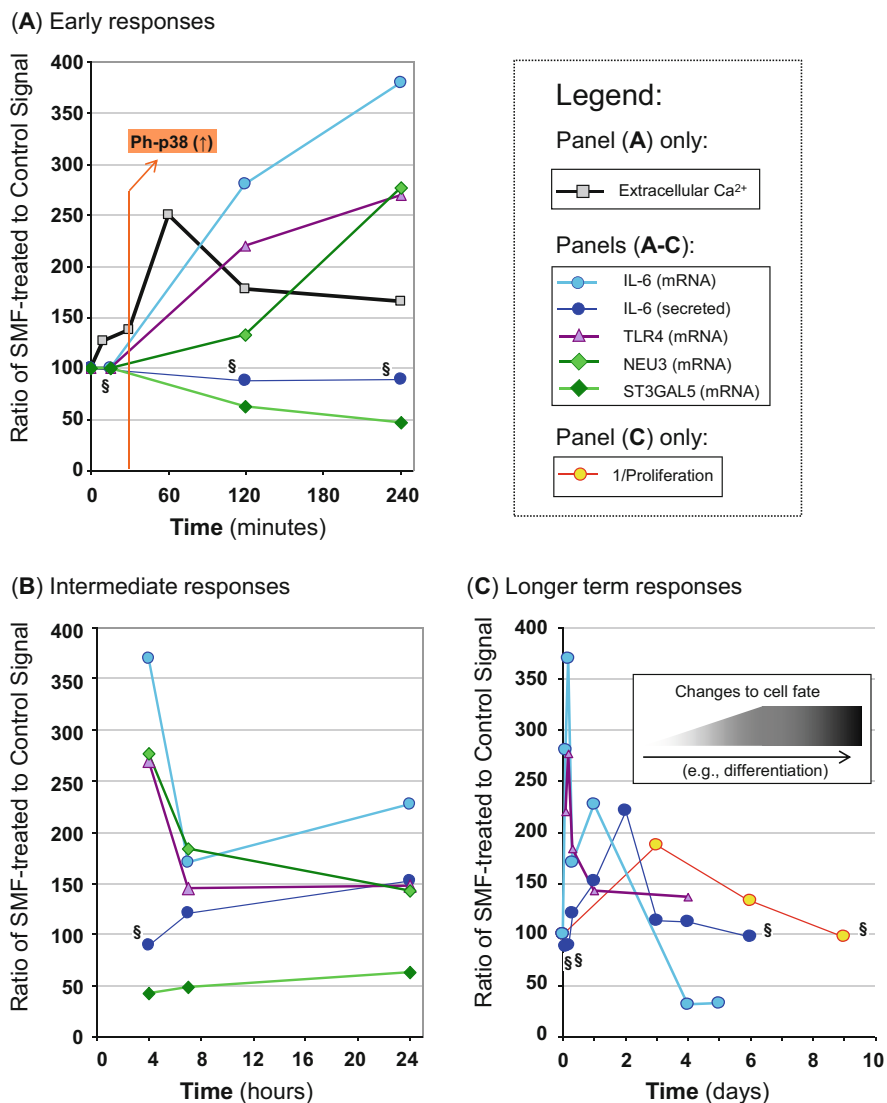 (A) Early responses
Ratio of SMF-treated to Control Signal
400
350
300
250
200
150
100
50
0
Ph-p38 (↑)
§
§
§
0
60
120
180
240
Time (minutes)
Legend:
Panel (A) only:
Extracellular Ca²⁺
Panels (A-C):
IL-6 (mRNA)
IL-6 (secreted)
TLR4 (mRNA)
NEU3 (mRNA)
ST3GAL5 (mRNA)
Panel (C) only:
1/Proliferation
(B) Intermediate responses
Ratio of SMF-treated to Control Signal
400
350
300
250
200
150
100
50
0
§
0
4
8
12
16
20
24
Time (hours)
(C) Longer term responses
Ratio of SMF-treated to Control Signal
400
350
300
250
200
150
100
50
0
Changes to cell fate
(e.g., differentiation)
§
§
§§
0
2
4
6
8
10
Time (days)